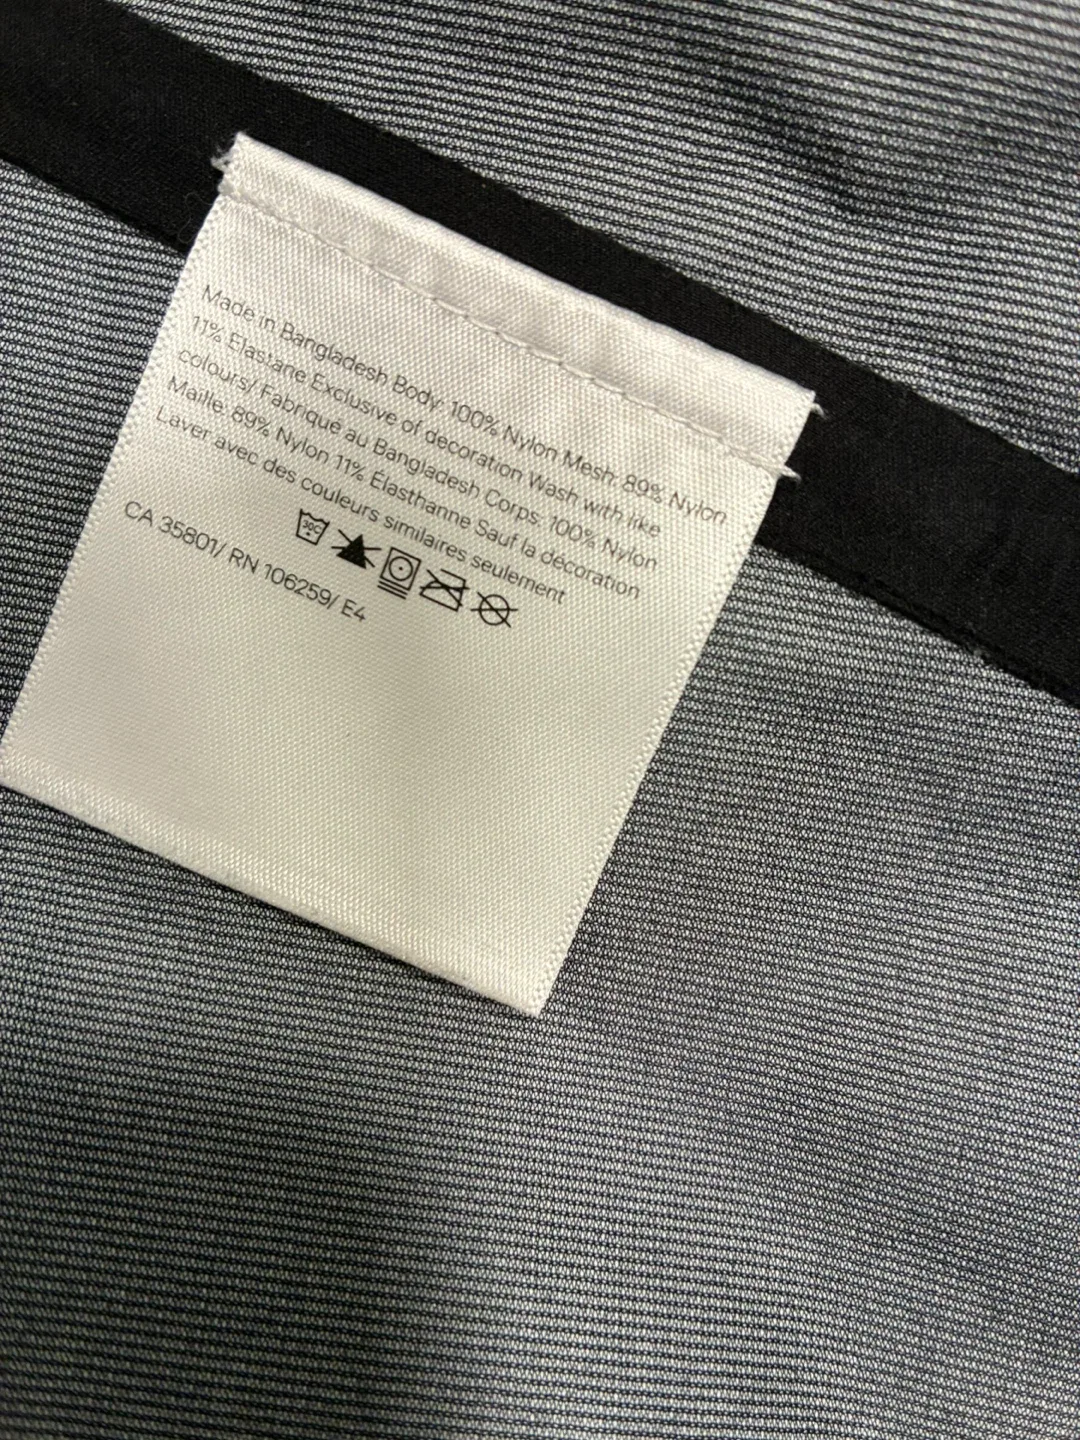 Made in Bangladesh Body: 100% Nylon Mesh: 89% Nylon
11% Elastane Exclusive of decoration Wash with like
colours/ Fabriqué au Bangladesh Corps: 100% Nylon
Maille: 89% Nylon 11% Élasthanne Sauf la décoration
Laver avec des couleurs similaires seulement
30C
CA 35801/ RN 106259/ E4